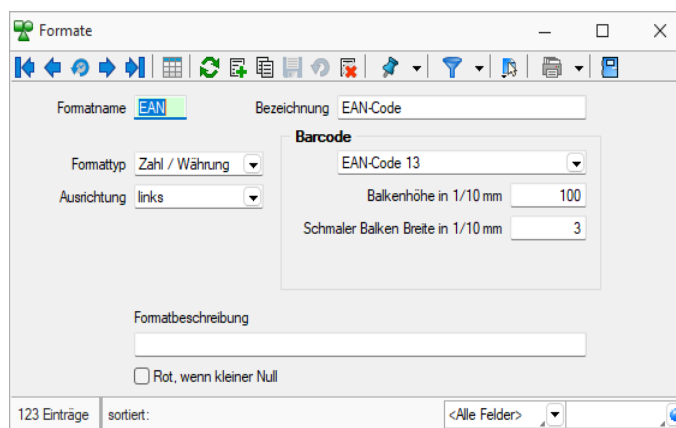 Formate
Formatname EAN Bezeichnung EAN-Code
Barcode
Formattyp Zahl / Währung EAN-Code 13
Ausrichtung links Balkenhöhe in 1/10 mm 100
Schmaler Balken Breite in 1/10 mm 3
Formatbeschreibung
Rot, wenn kleiner Null
123 Einträge sortiert: <Alle Felder>